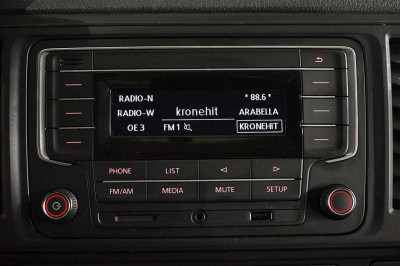 RADIO-N * 88.6 *
RADIO-W kronehit ARABELLA
OE 3 FM 1 KRONEHIT
PHONE LIST
FM/AM MEDIA MUTE SETUP